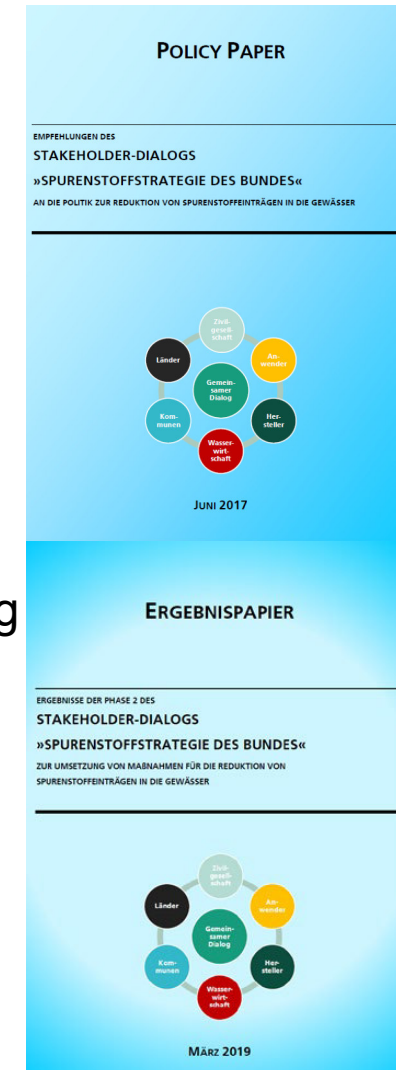 POLICY PAPER
EMPFEHLUNGEN DES
STAKEHOLDER-DIALOGS
»SPURENSTOFFSTRATEGIE DES BUNDES«
AN DIE POLITIK ZUR REDUKTION VON SPURENSTOFFEINTRÄGEN IN DIE GEWÄSSER
Zivil-
gesell-
schaft
Länder
An-
wender
Gemein-
samer
Dialog
Kom-
munen
Her-
steller
Wasser-
wirt-
schaft
JUNI 2017
g
ERGEBNISPAPIER
ERGEBNISSE DER PHASE 2 DES
STAKEHOLDER-DIALOGS
»SPURENSTOFFSTRATEGIE DES BUNDES«
ZUR UMSETZUNG VON MAßNAHMEN FÜR DIE REDUKTION VON
SPURENSTOFFEINTRÄGEN IN DIE GEWÄSSER
Zivil-
gesell-
schaft
Länder
An-
wender
Gemein-
samer
Dialog
Kom-
munen
Her-
steller
Wasser-
wirt-
schaft
MÄRZ 2019